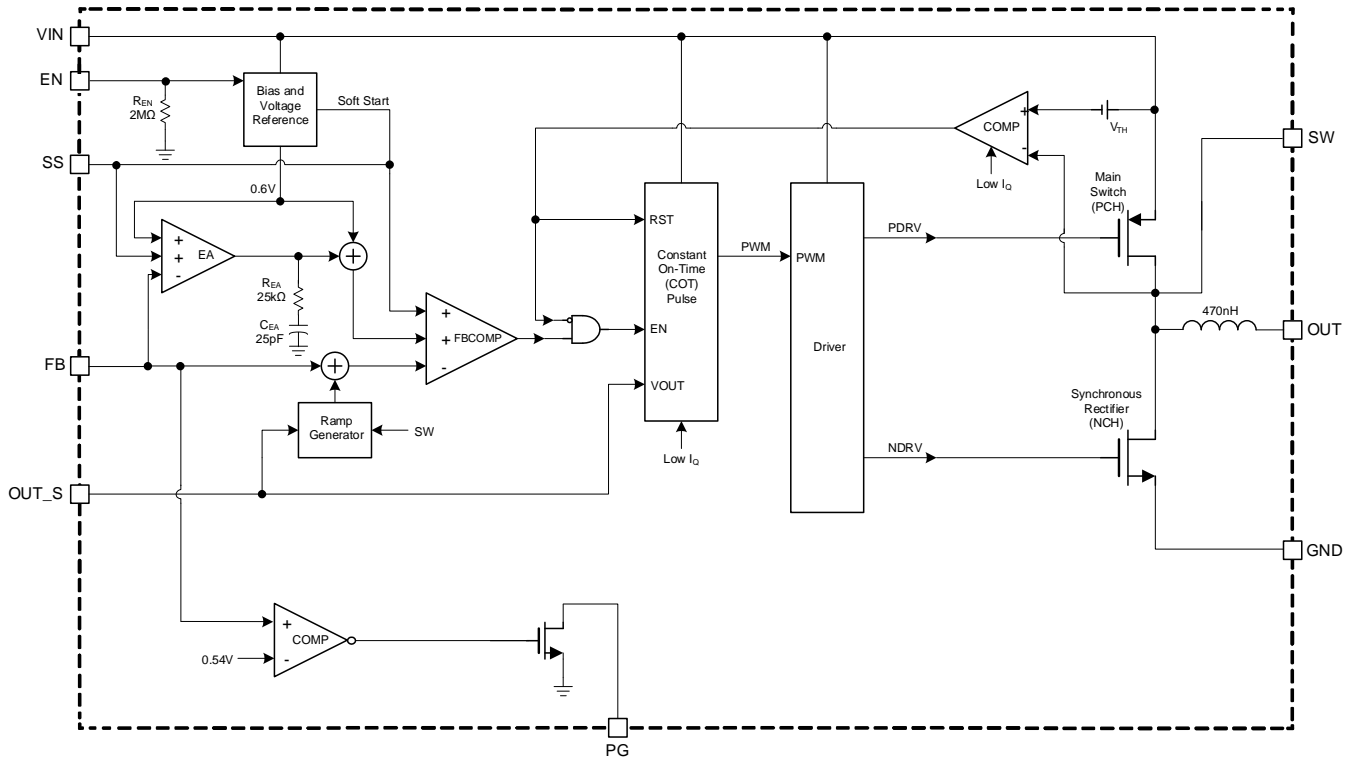 VIN
EN
R_EN
2MΩ
Bias and
Voltage
Reference
Soft Start
SS
0.6V
+
+
-
EA
+
R_EA
25kΩ
C_EA
25pF
FB
+
+
+
-
FBCOMP
Ramp
Generator
SW
OUT_S
RST
Constant
On-Time
(COT)
Pulse
EN
VOUT
Low I_Q
PWM
PWM
Driver
PDRV
NDRV
COMP
+
-
V_TH
Low I_Q
Main
Switch
(PCH)
SW
470nH
OUT
Synchronous
Rectifier
(NCH)
GND
+
-
COMP
0.54V
PG